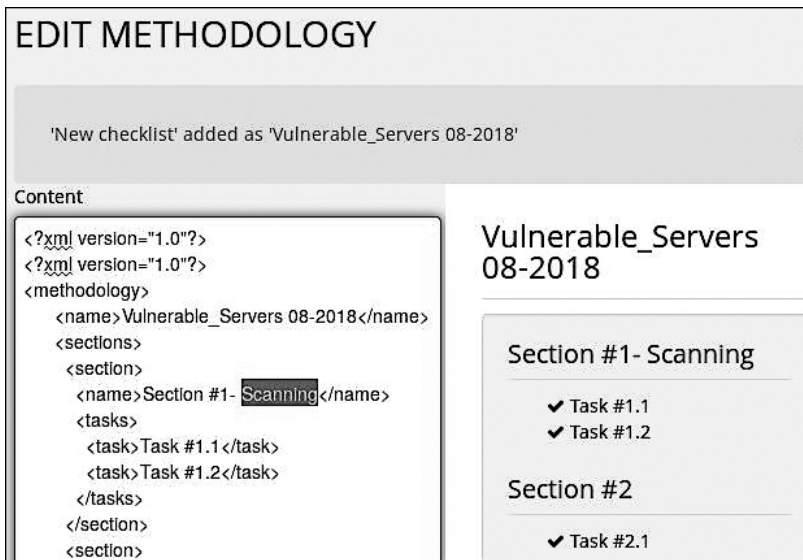 EDIT METHODOLOGY
'New checklist' added as 'Vulnerable_Servers 08-2018'
Content
<?xml version="1.0"?>
<?xml version="1.0"?>
<methodology>
<name>Vulnerable_Servers 08-2018</name>
<sections>
<section>
<name>Section #1- Scanning</name>
<tasks>
<task>Task #1.1</task>
<task>Task #1.2</task>
</tasks>
</section>
<section>
Vulnerable_Servers
08-2018
Section #1- Scanning
✔ Task #1.1
✔ Task #1.2
Section #2
✔ Task #2.1